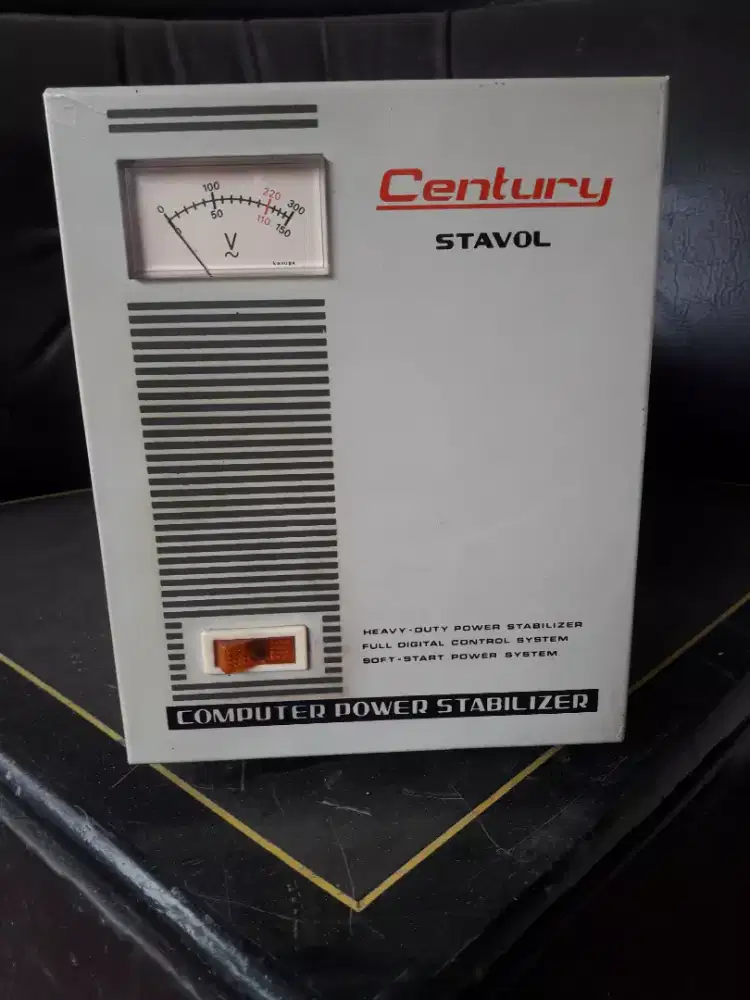 0 100 220 300
0 50 110 150
V
~
Century
STAVOL
HEAVY-DUTY POWER STABILIZER
FULL DIGITAL CONTROL SYSTEM
SOFT-START POWER SYSTEM
COMPUTER POWER STABILIZER